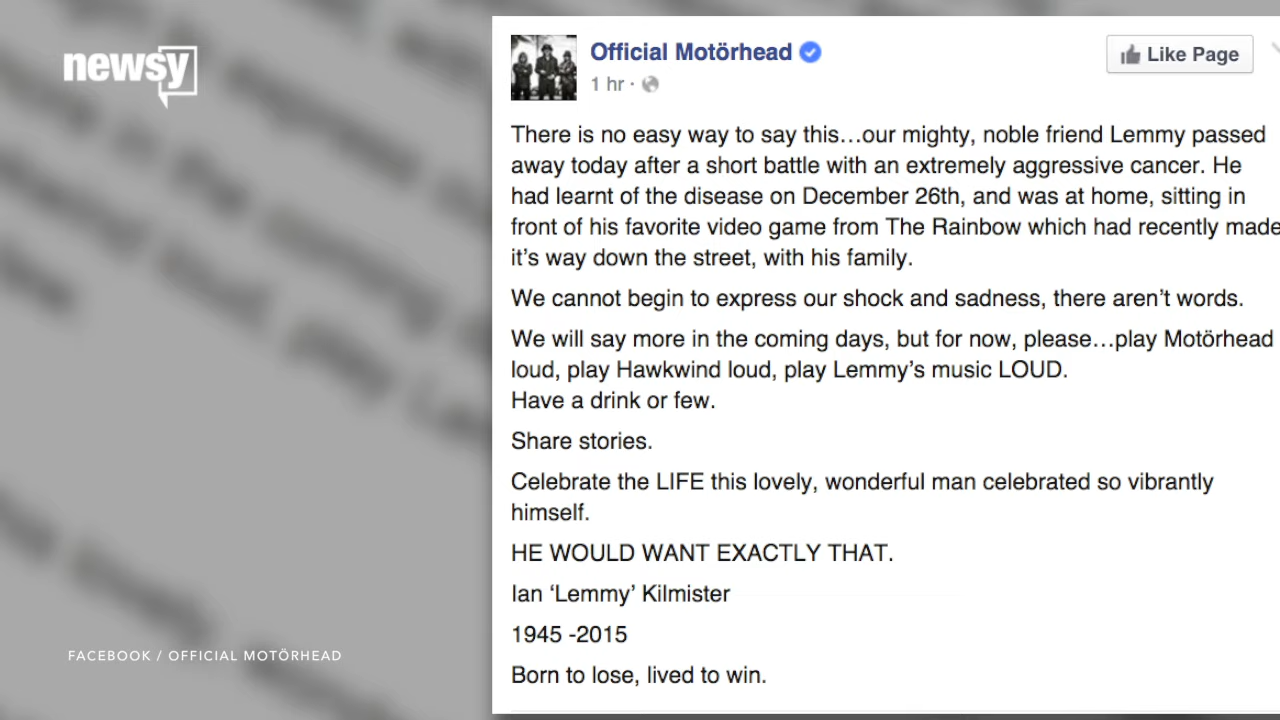 newsy
Official Motörhead
Like Page
1 hr ·
There is no easy way to say this…our mighty, noble friend Lemmy passed
away today after a short battle with an extremely aggressive cancer. He
had learnt of the disease on December 26th, and was at home, sitting in
front of his favorite video game from The Rainbow which had recently made
it’s way down the street, with his family.
We cannot begin to express our shock and sadness, there aren’t words.
We will say more in the coming days, but for now, please…play Motörhead
loud, play Hawkwind loud, play Lemmy’s music LOUD.
Have a drink or few.
Share stories.
Celebrate the LIFE this lovely, wonderful man celebrated so vibrantly
himself.
HE WOULD WANT EXACTLY THAT.
Ian ‘Lemmy’ Kilmister
1945 -2015
Born to lose, lived to win.
FACEBOOK / OFFICIAL MOTÖRHEAD